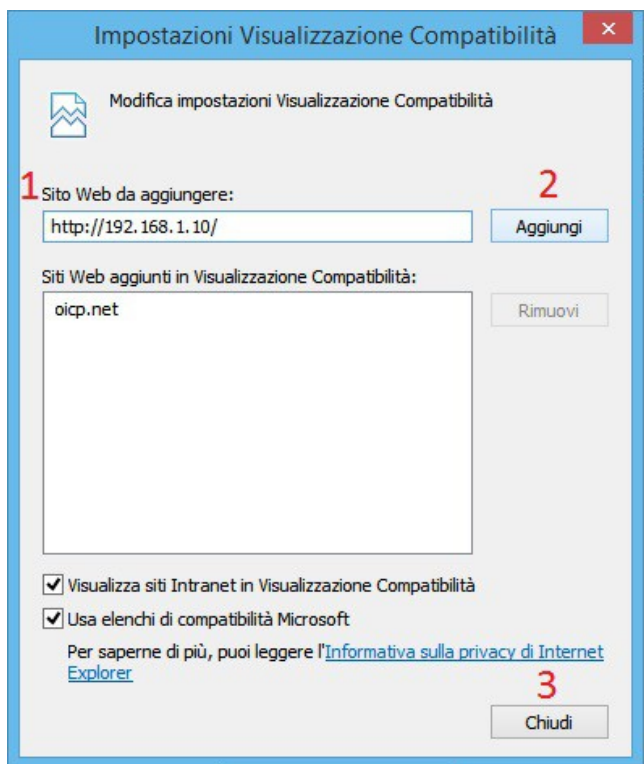 Impostazioni Visualizzazione Compatibilità
×
Modifica impostazioni Visualizzazione Compatibilità
1 Sito Web da aggiungere:
2
http://192.168.1.10/
Aggiungi
Siti Web aggiunti in Visualizzazione Compatibilità:
oicp.net
Rimuovi
Visualizza siti Intranet in Visualizzazione Compatibilità
Usa elenchi di compatibilità Microsoft
Per saperne di più, puoi leggere l'Informativa sulla privacy di Internet
Explorer
3
Chiudi